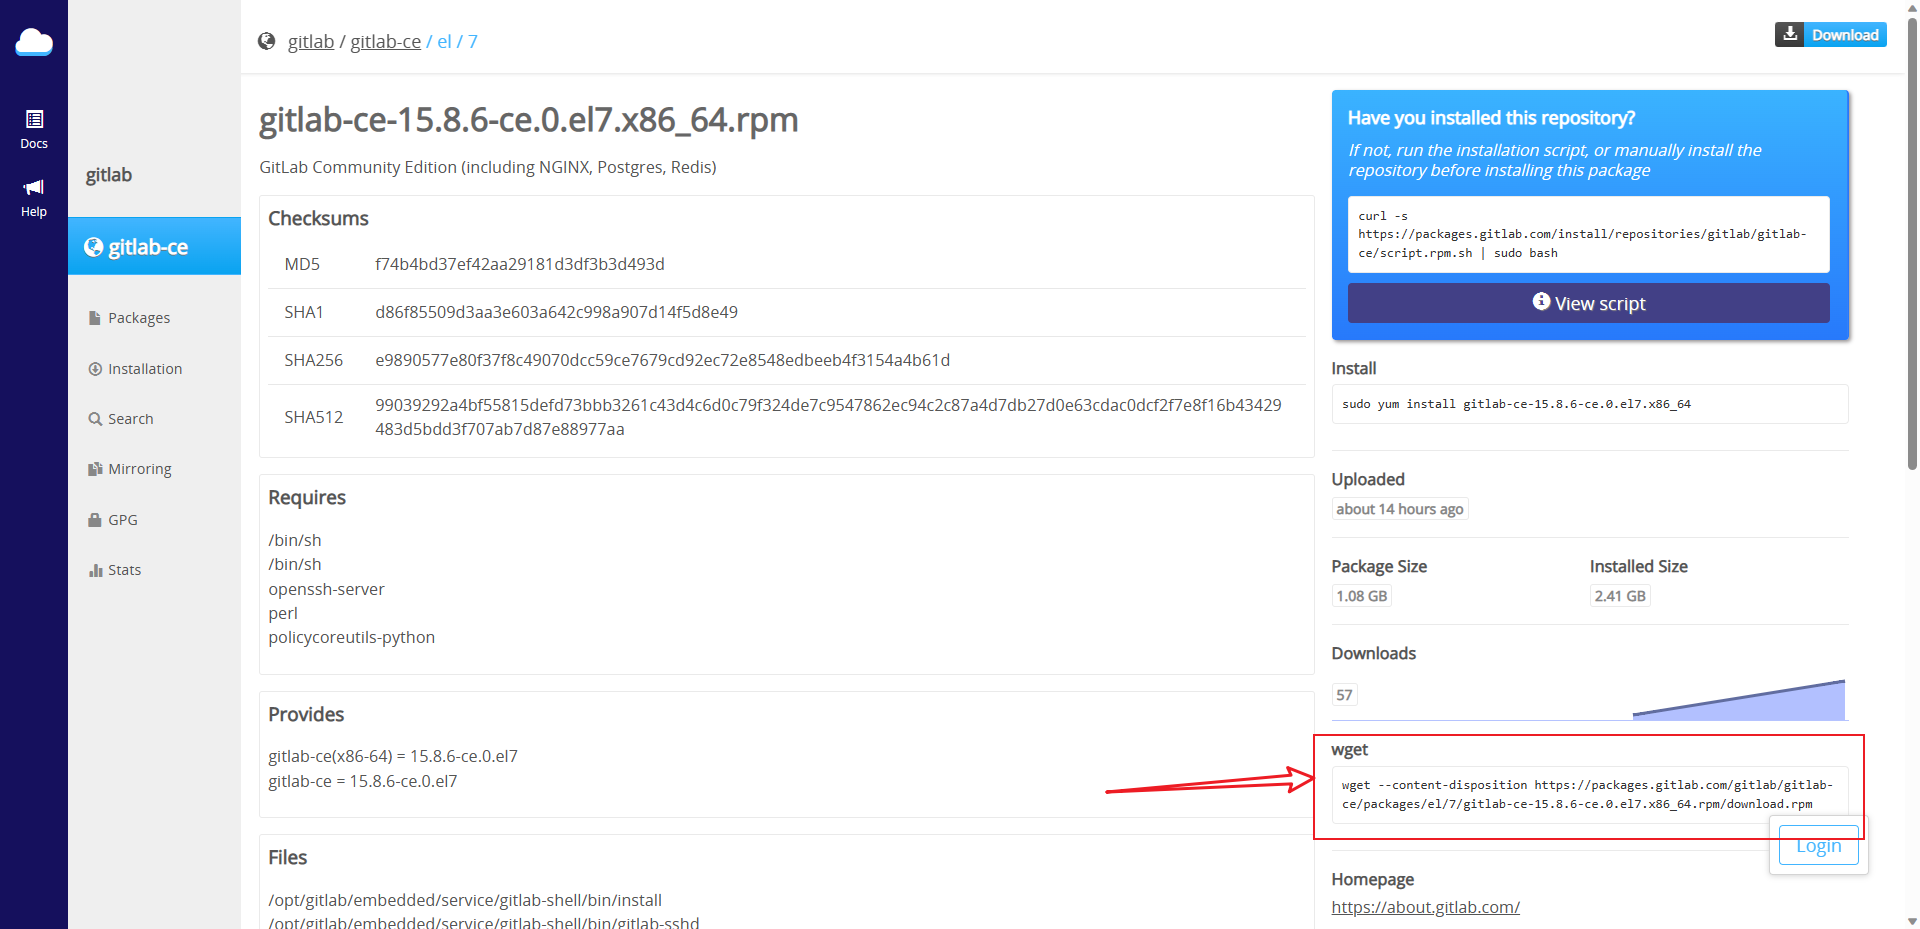 Docs
Help
gitlab
gitlab-ce
Packages
Installation
Search
Mirroring
GPG
Stats
gitlab / gitlab-ce / el / 7
Download
gitlab-ce-15.8.6-ce.0.el7.x86_64.rpm
GitLab Community Edition (including NGINX, Postgres, Redis)
Checksums
MD5 f74b4bd37ef42aa29181d3df3b3d493d
SHA1 d86f85509d3aa3e603a642c998a907d14f5d8e49
SHA256 e9890577e80f37f8c49070dcc59ce7679cd92ec72e8548edbeeb4f3154a4b61d
SHA512 99039292a4bf55815defd73bbb3261c43d4c6d0c79f324de7c9547862ec94c2c87a4d7db27d0e63cdac0dcf2f7e8f16b43429
483d5bdd3f707ab7d87e88977aa
Requires
/bin/sh
/bin/sh
openssh-server
perl
policycoreutils-python
Provides
gitlab-ce(x86-64) = 15.8.6-ce.0.el7
gitlab-ce = 15.8.6-ce.0.el7
Files
/opt/gitlab/embedded/service/gitlab-shell/bin/install
/opt/gitlab/embedded/service/gitlab-shell/bin/gitlab-sshd
Have you installed this repository?
If not, run the installation script, or manually install the
repository before installing this package
curl -s
https://packages.gitlab.com/install/repositories/gitlab/gitlab-
ce/script.rpm.sh | sudo bash
View script
Install
sudo yum install gitlab-ce-15.8.6-ce.0.el7.x86_64
Uploaded
about 14 hours ago
Package Size Installed Size
1.08 GB 2.41 GB
Downloads
57
wget
wget --content-disposition https://packages.gitlab.com/gitlab/gitlab-
ce/packages/el/7/gitlab-ce-15.8.6-ce.0.el7.x86_64.rpm/download.rpm
Login
Homepage
https://about.gitlab.com/